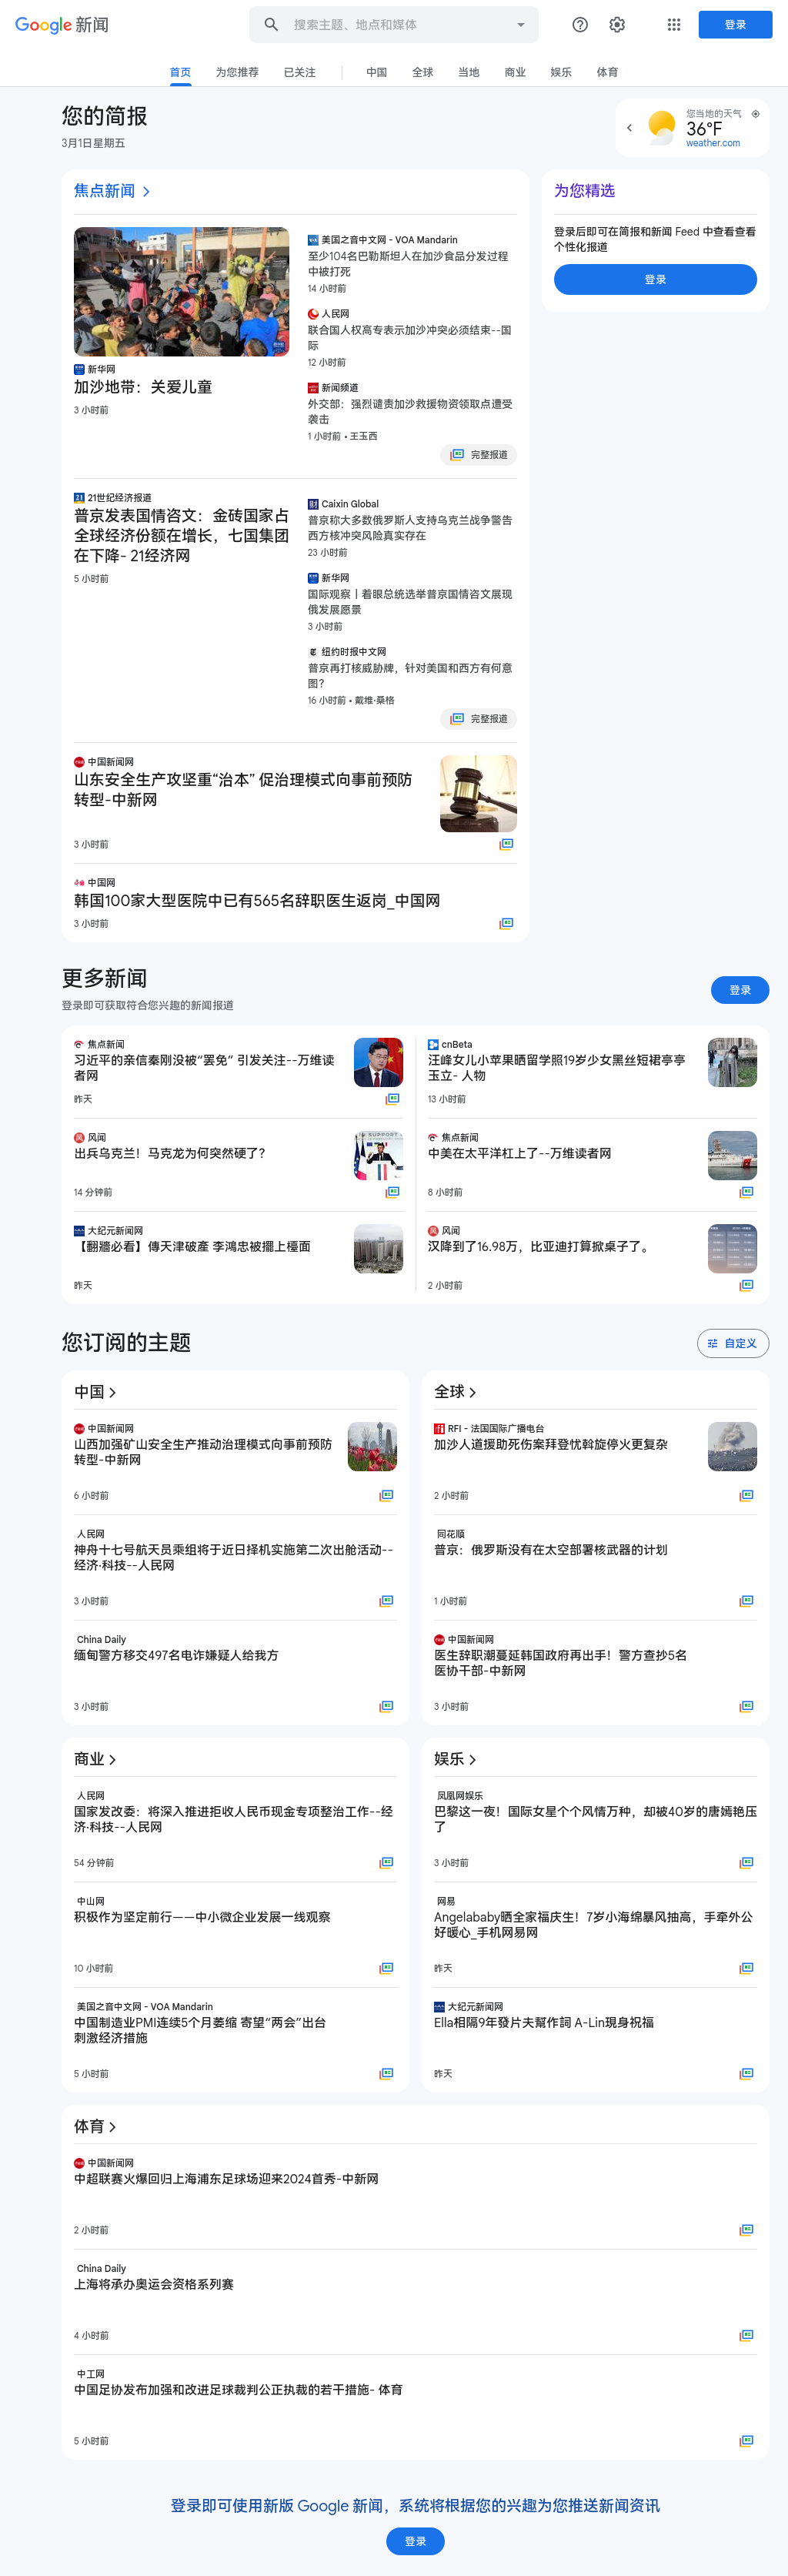 Google 新闻
搜索主题、地点和媒体
登录
首页 为您推荐 已关注 中国 全球 当地 商业 娱乐 体育
您的简报
3月1日星期五
您当地的天气
36°F
weather.com
焦点新闻
新华网
加沙地带：关爱儿童
3 小时前
美国之音中文网 - VOA Mandarin
至少104名巴勒斯坦人在加沙食品分发过程
中被打死
14 小时前
人民网
联合国人权高专表示加沙冲突必须结束--国
际
12 小时前
新闻频道
外交部：强烈谴责加沙救援物资领取点遭受
袭击
1 小时前 • 王玉西
完整报道
为您精选
登录后即可在简报和新闻 Feed 中查看查看
个性化报道
登录
21世纪经济报道
普京发表国情咨文：金砖国家占
全球经济份额在增长，七国集团
在下降- 21经济网
5 小时前
Caixin Global
普京称大多数俄罗斯人支持乌克兰战争警告
西方核冲突风险真实存在
23 小时前
新华网
国际观察丨着眼总统选举普京国情咨文展现
俄发展愿景
3 小时前
纽约时报中文网
普京再打核威胁牌，针对美国和西方有何意
图？
16 小时前 • 戴维·桑格
完整报道
中国新闻网
山东安全生产攻坚重“治本” 促治理模式向事前预防
转型-中新网
3 小时前
中国网
韩国100家大型医院中已有565名辞职医生返岗_中国网
3 小时前
更多新闻
登录即可获取符合您兴趣的新闻报道
登录
焦点新闻
习近平的亲信秦刚没被“罢免” 引发关注--万维读
者网
昨天
cnBeta
汪峰女儿小苹果晒留学照19岁少女黑丝短裙亭亭
玉立- 人物
13 小时前
风闻
出兵乌克兰！马克龙为何突然硬了？
14 分钟前
焦点新闻
中美在太平洋杠上了--万维读者网
8 小时前
大纪元新闻网
【翻牆必看】傳天津破產 李鴻忠被擺上檯面
昨天
风闻
汉降到了16.98万，比亚迪打算掀桌子了。
2 小时前
您订阅的主题
自定义
中国
中国新闻网
山西加强矿山安全生产推动治理模式向事前预防
转型-中新网
6 小时前
人民网
神舟十七号航天员乘组将于近日择机实施第二次出舱活动--
经济·科技--人民网
3 小时前
China Daily
缅甸警方移交497名电诈嫌疑人给我方
3 小时前
全球
RFI - 法国国际广播电台
加沙人道援助死伤案拜登忧斡旋停火更复杂
2 小时前
同花顺
普京：俄罗斯没有在太空部署核武器的计划
1 小时前
中国新闻网
医生辞职潮蔓延韩国政府再出手！警方查抄5名
医协干部-中新网
3 小时前
商业
人民网
国家发改委：将深入推进拒收人民币现金专项整治工作--经
济·科技--人民网
54 分钟前
中山网
积极作为坚定前行——中小微企业发展一线观察
10 小时前
美国之音中文网 - VOA Mandarin
中国制造业PMI连续5个月萎缩 寄望“两会”出台
刺激经济措施
5 小时前
娱乐
凤凰网娱乐
巴黎这一夜！国际女星个个风情万种，却被40岁的唐嫣艳压
了
3 小时前
网易
Angelababy晒全家福庆生！7岁小海绵暴风抽高，手牵外公
好暖心_手机网易网
昨天
大纪元新闻网
Ella相隔9年發片夫幫作詞 A-Lin現身祝福
昨天
体育
中国新闻网
中超联赛火爆回归上海浦东足球场迎来2024首秀-中新网
2 小时前
China Daily
上海将承办奥运会资格系列赛
4 小时前
中工网
中国足协发布加强和改进足球裁判公正执裁的若干措施- 体育
5 小时前
登录即可使用新版 Google 新闻，系统将根据您的兴趣为您推送新闻资讯
登录